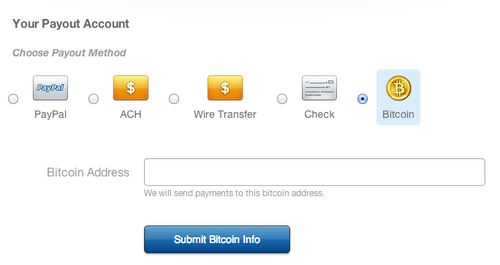 Your Payout Account
Choose Payout Method
PayPal
$
$
PayPal
ACH
Wire Transfer
Check
Bitcoin
Bitcoin Address
We will send payments to this bitcoin address.
Submit Bitcoin Info